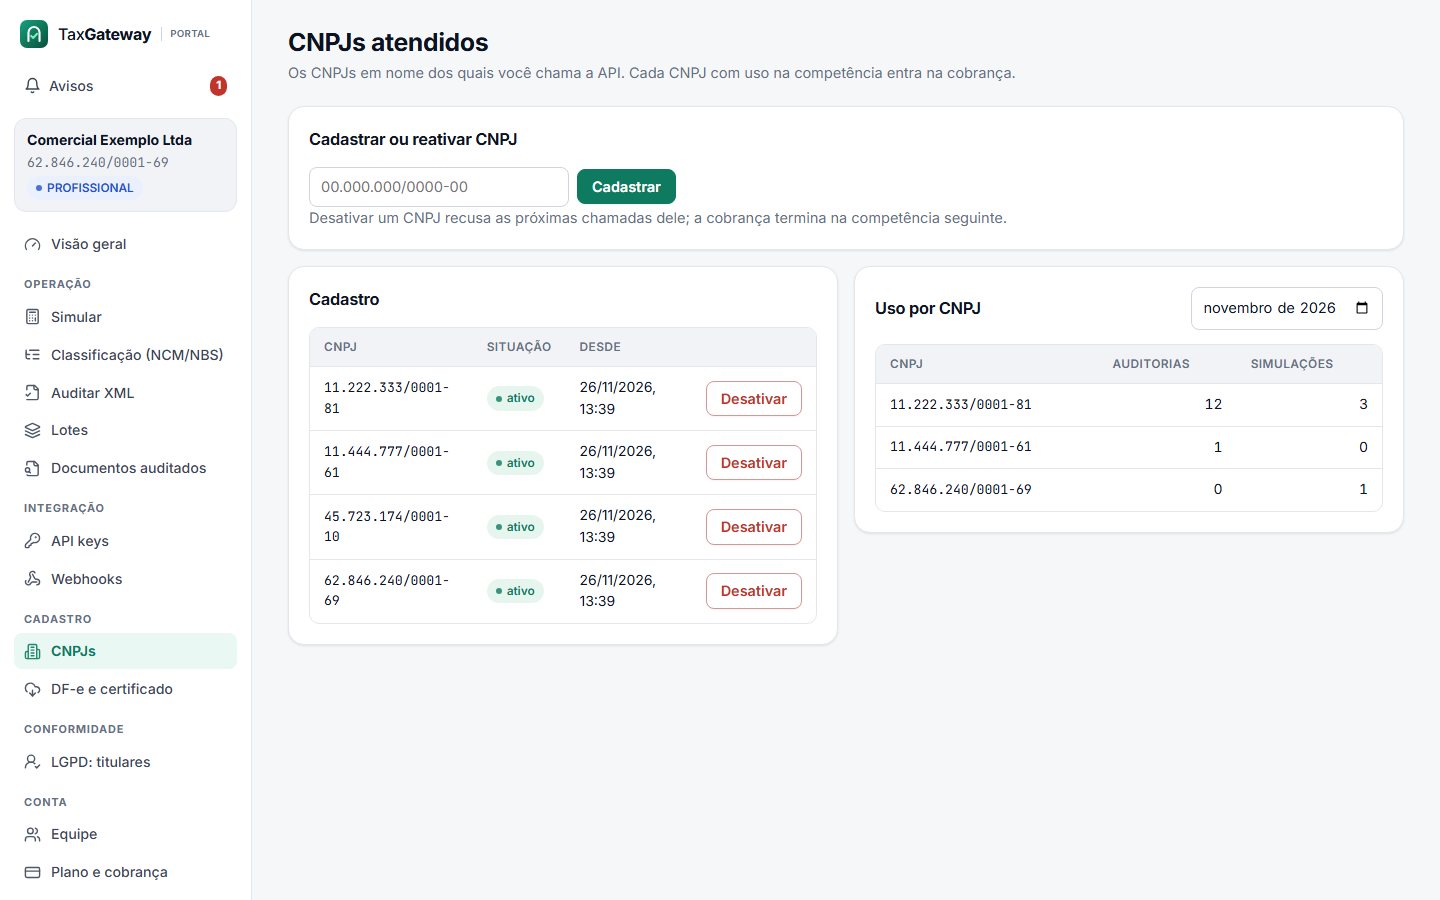 TaxGateway PORTAL
Avisos 1
Comercial Exemplo Ltda
62.846.240/0001-69
PROFISSIONAL
Visão geral
OPERAÇÃO
Simular
Classificação (NCM/NBS)
Auditar XML
Lotes
Documentos auditados
INTEGRAÇÃO
API keys
Webhooks
CADASTRO
CNPJs
DF-e e certificado
CONFORMIDADE
LGPD: titulares
CONTA
Equipe
Plano e cobrança
CNPJs atendidos
Os CNPJs em nome dos quais você chama a API. Cada CNPJ com uso na competência entra na cobrança.
Cadastrar ou reativar CNPJ
00.000.000/0000-00 Cadastrar
Desativar um CNPJ recusa as próximas chamadas dele; a cobrança termina na competência seguinte.
Cadastro
CNPJ SITUAÇÃO DESDE
11.222.333/0001-
81 ativo 26/11/2026,
13:39 Desativar
11.444.777/0001-
61 ativo 26/11/2026,
13:39 Desativar
45.723.174/0001-
10 ativo 26/11/2026,
13:39 Desativar
62.846.240/0001-
69 ativo 26/11/2026,
13:39 Desativar
Uso por CNPJ novembro de 2026
CNPJ AUDITORIAS SIMULAÇÕES
11.222.333/0001-81 12 3
11.444.777/0001-61 1 0
62.846.240/0001-69 0 1